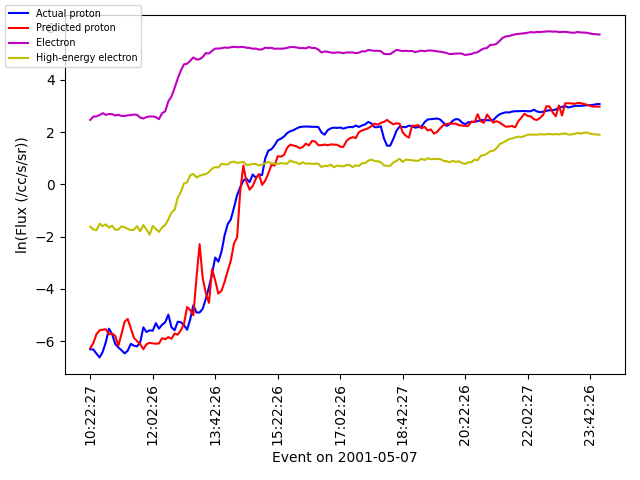 Actual proton
Predicted proton
Electron
High-energy electron
4
2
0
−2
−4
−6
ln(Flux (/cc/s/sr))
10:22:27
12:02:26
13:42:26
15:22:26
17:02:26
18:42:27
20:22:26
22:02:27
23:42:26
Event on 2001-05-07